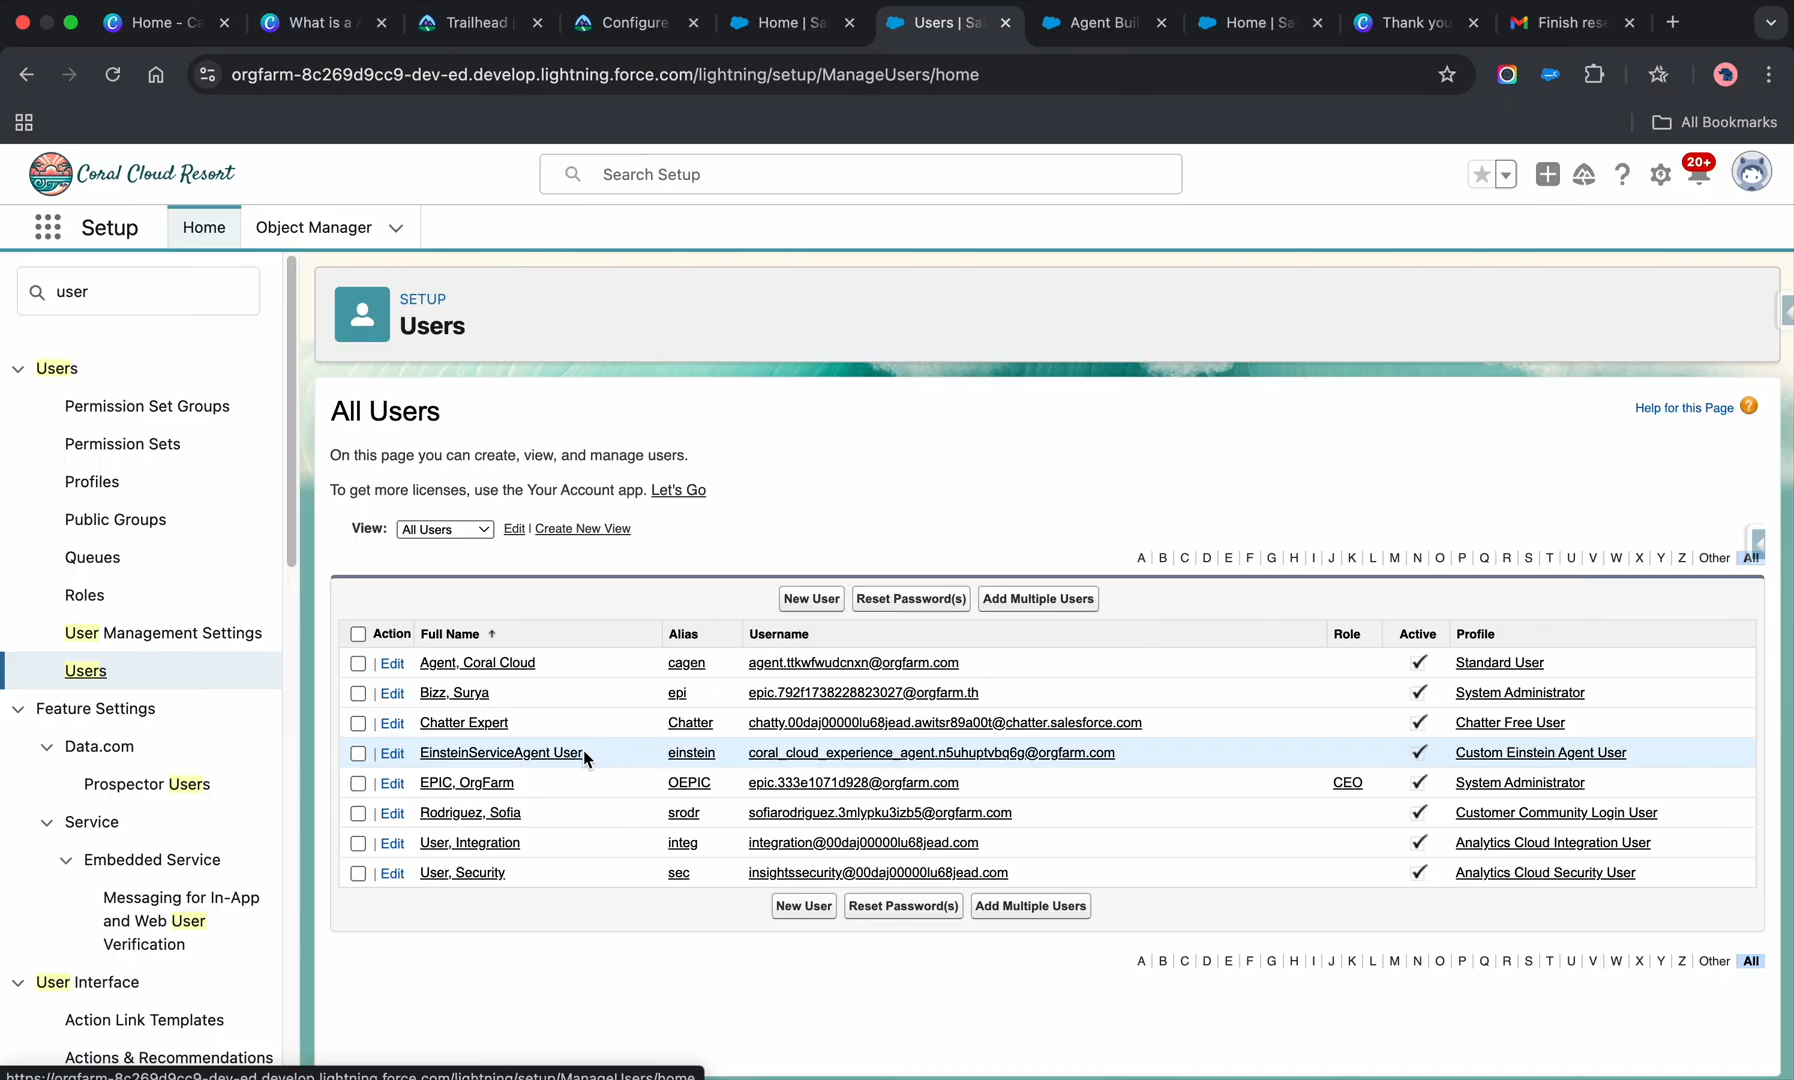 Home - Ca
What is a A
Trailhead
Configure
Home | Sa
Users | Sal
Agent Buil
Home | Sa
Thank you
Finish rese
orgfarm-8c269d9cc9-dev-ed.develop.lightning.force.com/lightning/setup/ManageUsers/home
All Bookmarks
Coral Cloud Resort
Search Setup
20+
Setup
Home
Object Manager
user
Users
Permission Set Groups
Permission Sets
Profiles
Public Groups
Queues
Roles
User Management Settings
Users
Feature Settings
Data.com
Prospector Users
Service
Embedded Service
Messaging for In-App
and Web User
Verification
User Interface
Action Link Templates
Actions & Recommendations
SETUP
Users
All Users
Help for this Page
On this page you can create, view, and manage users.
To get more licenses, use the Your Account app. Let's Go
View: All Users Edit | Create New View
A | B | C | D | E | F | G | H | I | J | K | L | M | N | O | P | Q | R | S | T | U | V | W | X | Y | Z | Other All
New User Reset Password(s) Add Multiple Users
Action Full Name Alias Username Role Active Profile
| Edit Agent, Coral Cloud cagen agent.ttkwfwudcnxn@orgfarm.com Standard User
| Edit Bizz, Surya epi epic.792f1738228823027@orgfarm.th System Administrator
| Edit Chatter Expert Chatter chatty.00daj00000lu68jead.awitsr89a00t@chatter.salesforce.com Chatter Free User
| Edit EinsteinServiceAgent User einstein coral_cloud_experience_agent.n5uhuptvbq6g@orgfarm.com Custom Einstein Agent User
| Edit EPIC, OrgFarm OEPIC epic.333e1071d928@orgfarm.com CEO System Administrator
| Edit Rodriguez, Sofia srodr sofiarodriguez.3mlypku3izb5@orgfarm.com Customer Community Login User
| Edit User, Integration integ integration@00daj00000lu68jead.com Analytics Cloud Integration User
| Edit User, Security sec insightssecurity@00daj00000lu68jead.com Analytics Cloud Security User
New User Reset Password(s) Add Multiple Users
A | B | C | D | E | F | G | H | I | J | K | L | M | N | O | P | Q | R | S | T | U | V | W | X | Y | Z | Other All
https://orgfarm-8c269d9cc9-dev-ed.develop.lightning.force.com/lightning/setup/ManageUsers/home